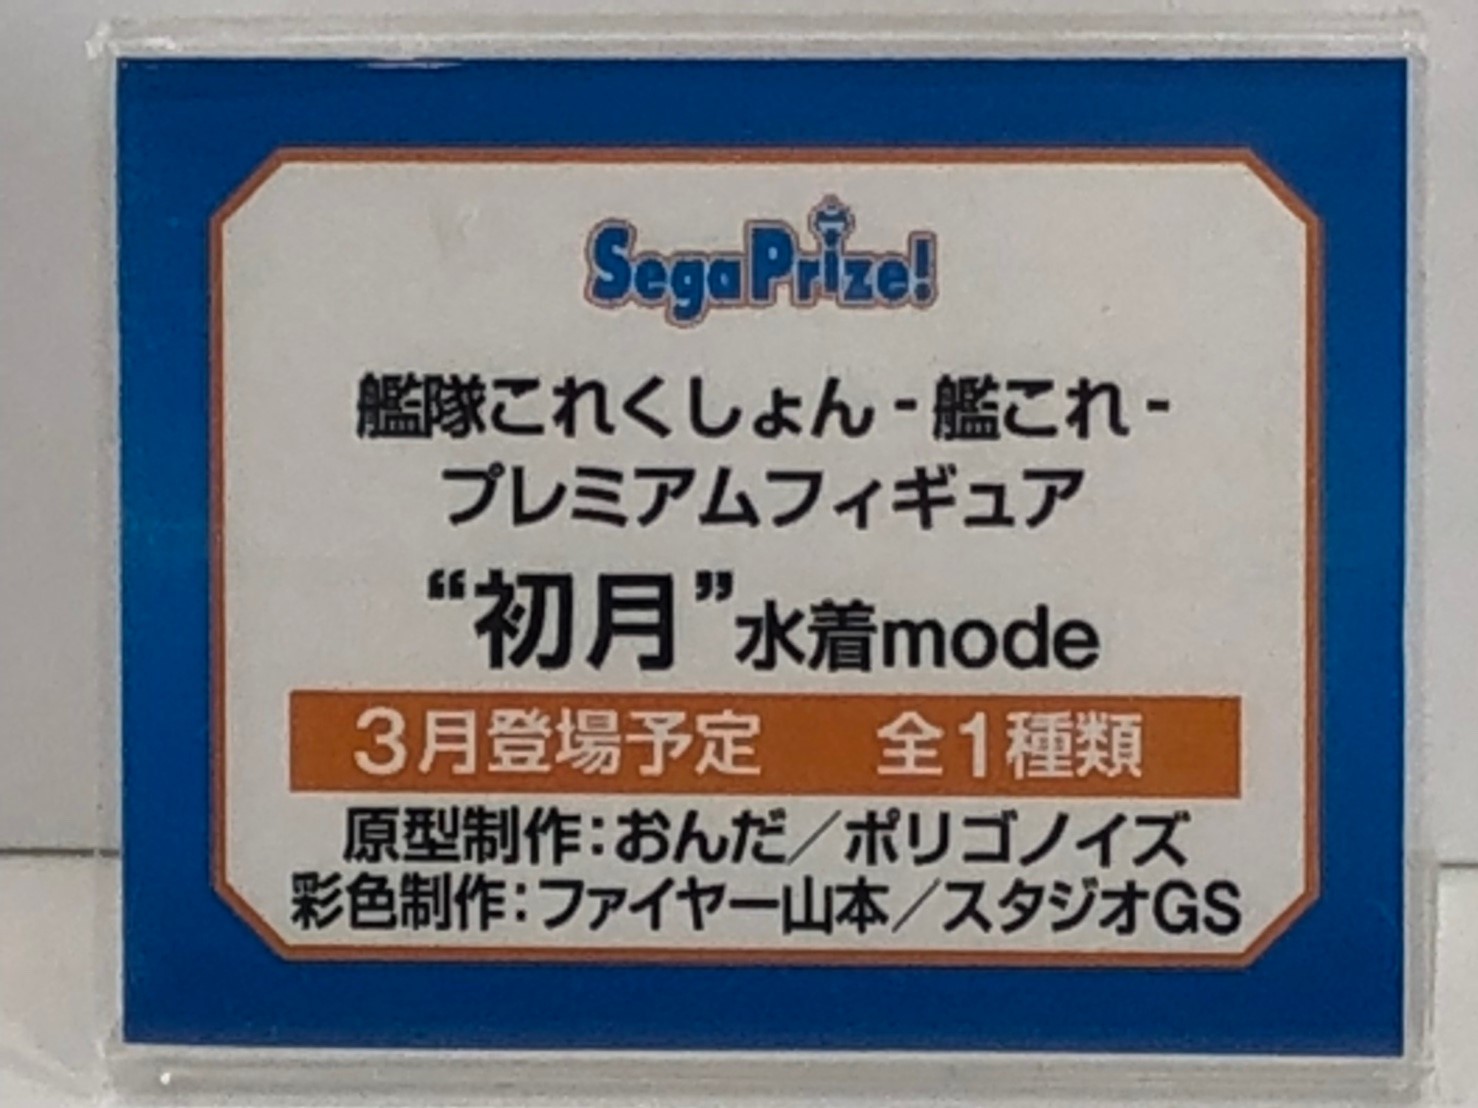 SegaPrize!
艦隊これくしょん -艦これ-
プレミアムフィギュア
“初月”水着mode
3月登場予定　全1種類
原型制作：おんだ／ポリゴノイズ
彩色制作：ファイヤー山本／スタジオGS